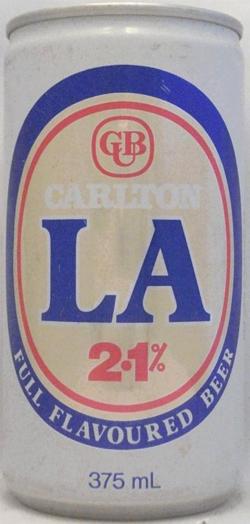 CUB
CARLTON
LA
2·1%
FULL FLAVOURED BEER
375 mL